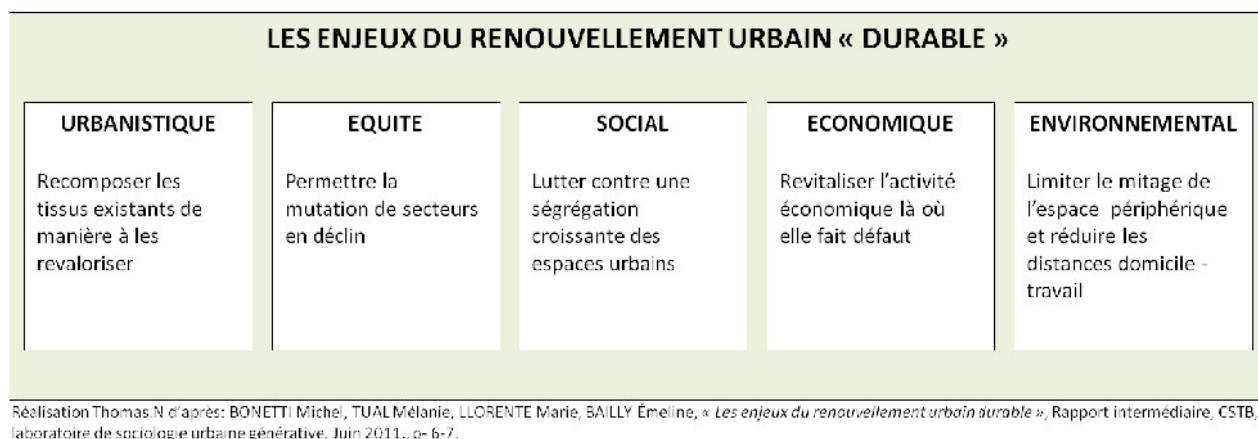 LES ENJEUX DU RENOUVELLEMENT URBAIN « DURABLE »
URBANISTIQUE
Recomposer les
tissus existants de
manière à les
revaloriser
EQUITE
Permettre la
mutation de secteurs
en déclin
SOCIAL
Lutter contre une
ségrégation
croissante des
espaces urbains
ECONOMIQUE
Revitaliser l’activité
économique là où
elle fait défaut
ENVIRONNEMENTAL
Limiter le mitage de
l’espace périphérique
et réduire les
distances domicile -
travail
Réalisation Thomas.N d’après: BONETTI Michel, TUAL Mélanie, LLORENTE Marie, BAILLY Émeline, « Les enjeux du renouvellement urbain durable », Rapport intermédiaire, CSTB,
laboratoire de sociologie urbaine générative. Juin 2011., p- 6-7.